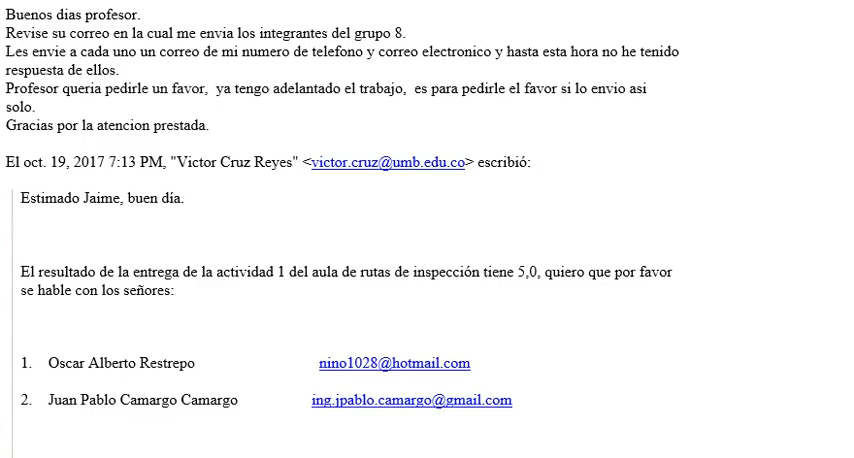 Buenos dias profesor.
Revise su correo en la cual me envia los integrantes del grupo 8.
Les envie a cada uno un correo de mi numero de telefono y correo electronico y hasta esta hora no he tenido
respuesta de ellos.
Profesor queria pedirle un favor,  ya tengo adelantado el trabajo,  es para pedirle el favor si lo envio asi
solo.
Gracias por la atencion prestada.
El oct. 19, 2017 7:13 PM, "Victor Cruz Reyes" <victor.cruz@umb.edu.co> escribió:
Estimado Jaime, buen día.
El resultado de la entrega de la actividad 1 del aula de rutas de inspección tiene 5,0, quiero que por favor
se hable con los señores:
1. Oscar Alberto Restrepo nino1028@hotmail.com
2. Juan Pablo Camargo Camargo ing.jpablo.camargo@gmail.com